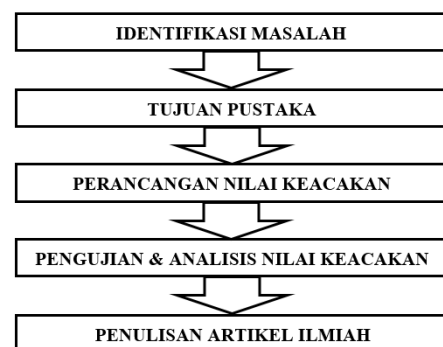 IDENTIFIKASI MASALAH
TUJUAN PUSTAKA
PERANCANGAN NILAI KEACAKAN
PENGUJIAN & ANALISIS NILAI KEACAKAN
PENULISAN ARTIKEL ILMIAH